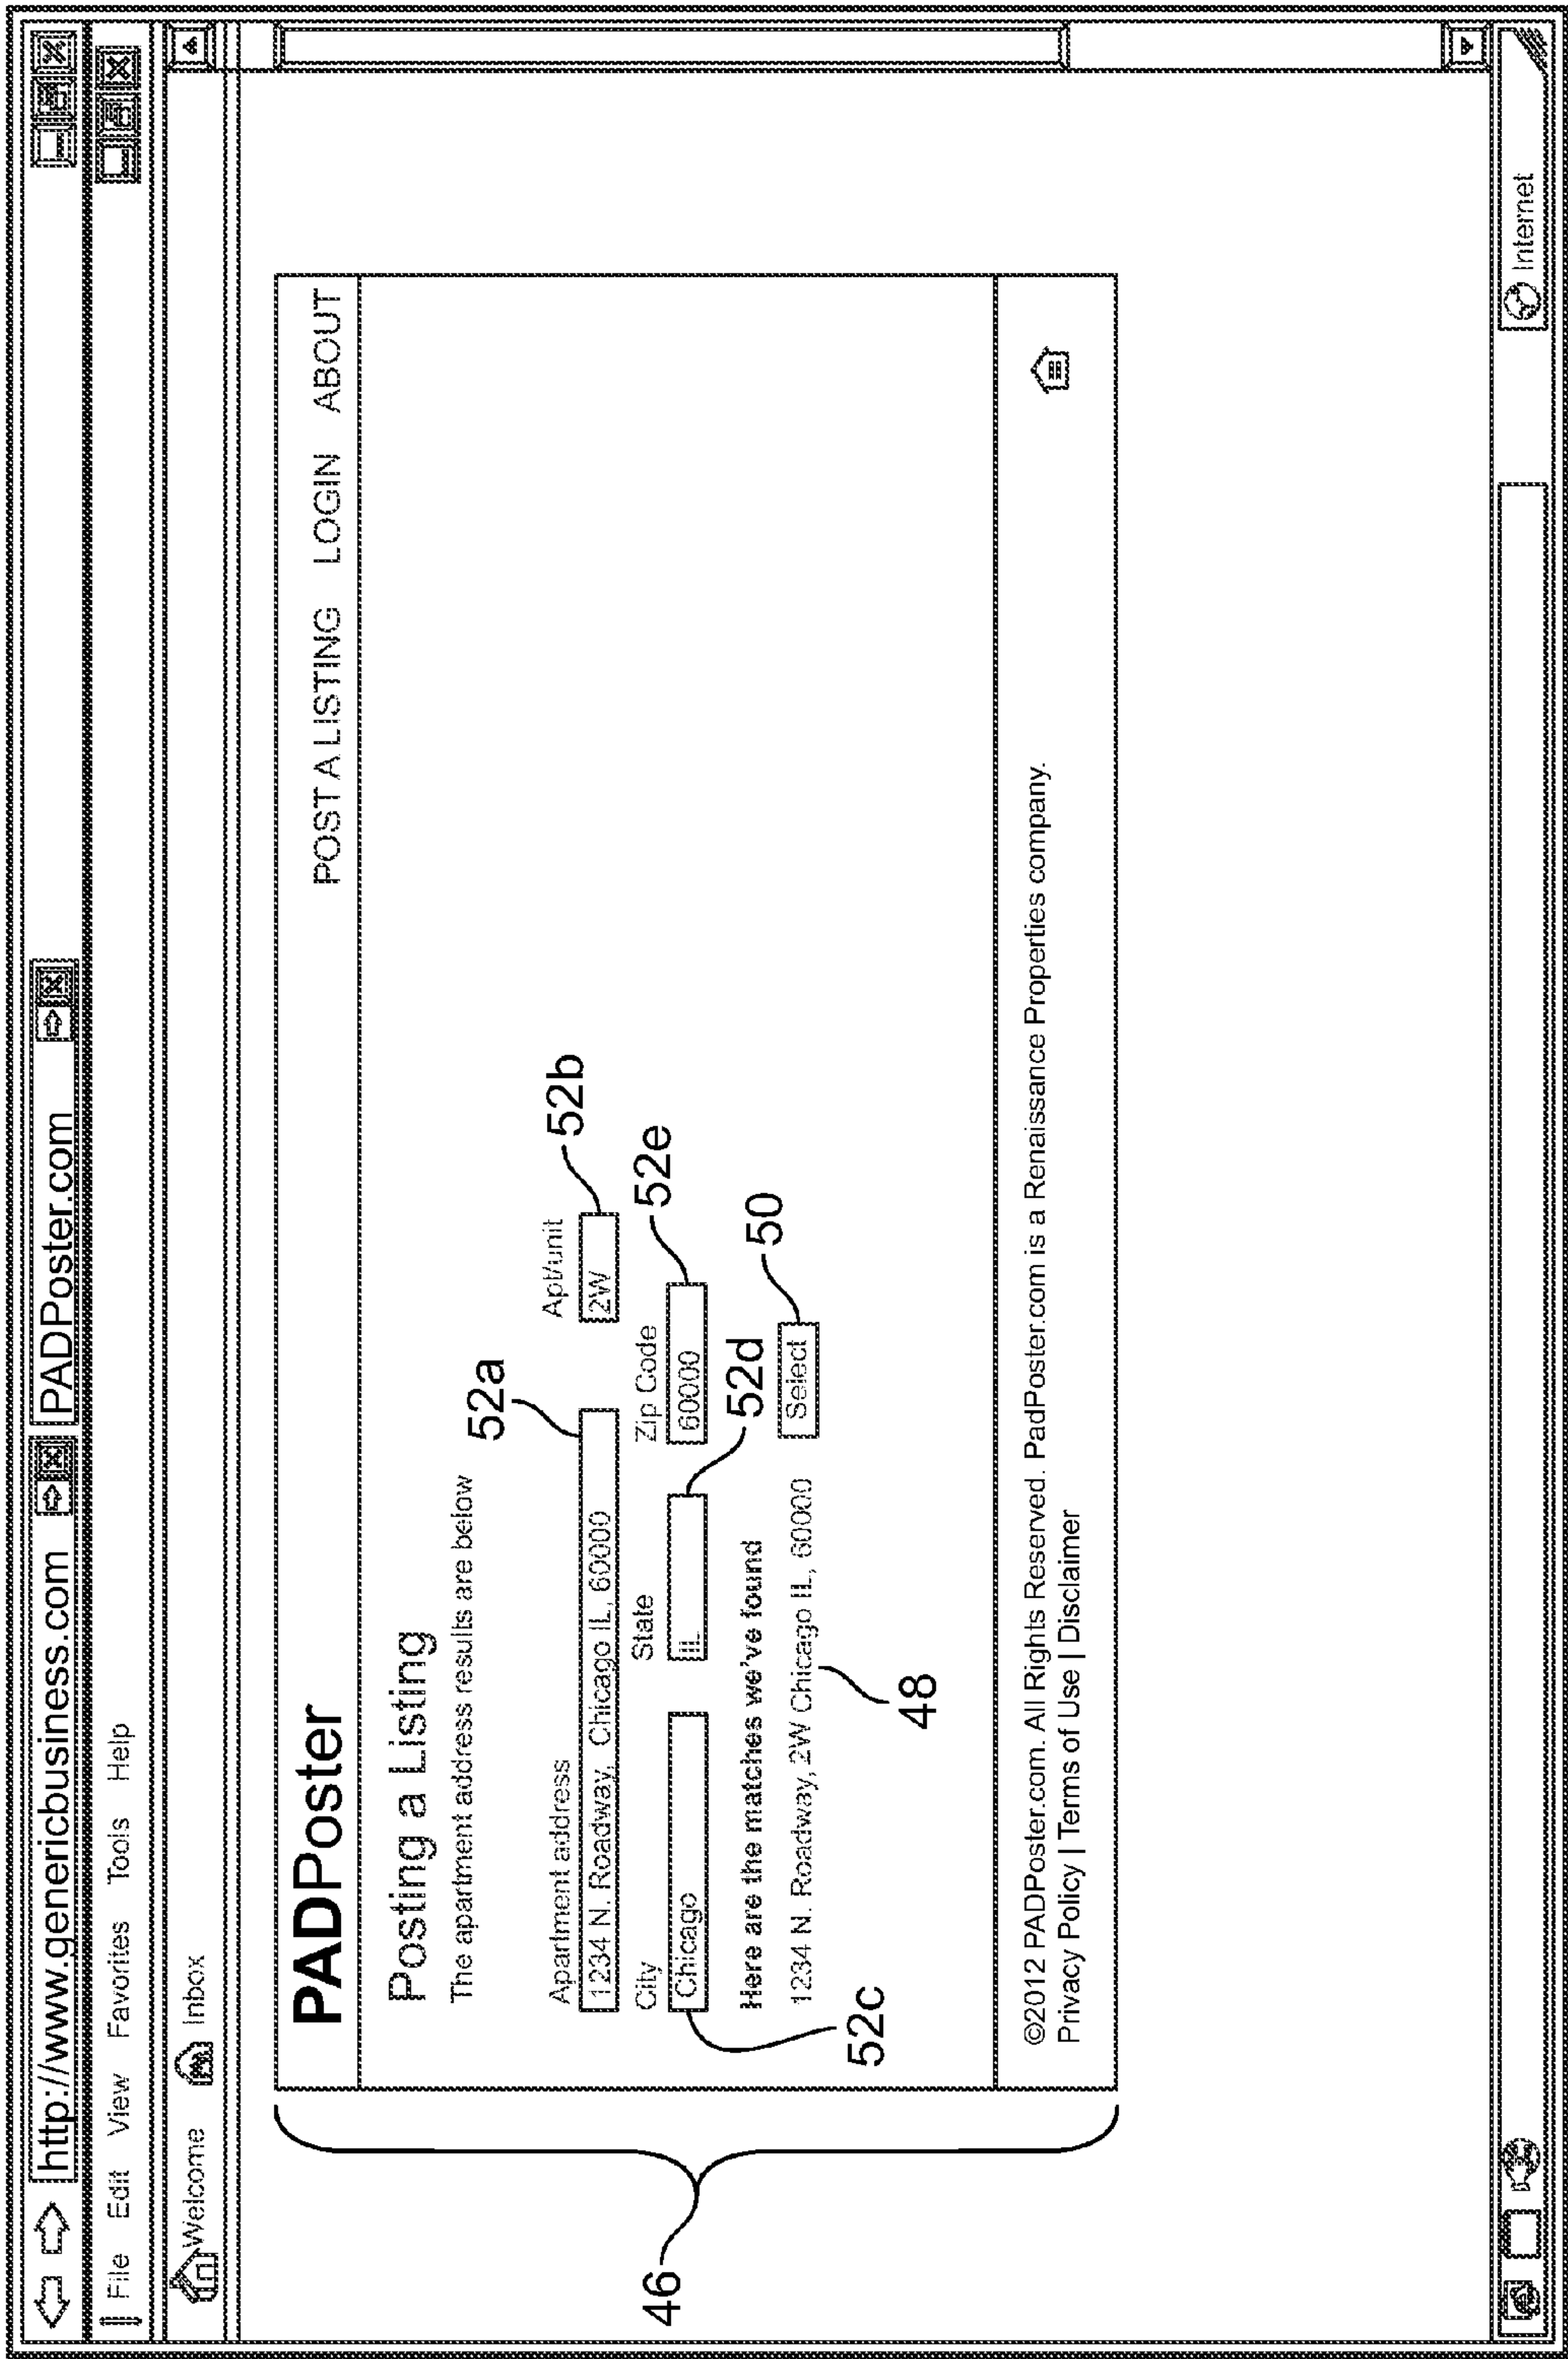 http://www.genericbusiness.com PADPoster.com
File Edit View Favorites Tools Help
Welcome Inbox
PADPoster
POST A LISTING LOGIN ABOUT
Posting a Listing
The apartment address results are below
52a
52b
Apartment address Apt/unit
1234 N. Roadway, Chicago IL, 60000 2W
City State Zip Code 52e
Chicago IL 60000
52d
Here are the matches we've found
50
1234 N. Roadway, 2W Chicago IL, 60000 Select
52c
48
46
©2012 PADPoster.com. All Rights Reserved. PadPoster.com is a Renaissance Properties company.
Privacy Policy | Terms of Use | Disclaimer
Internet